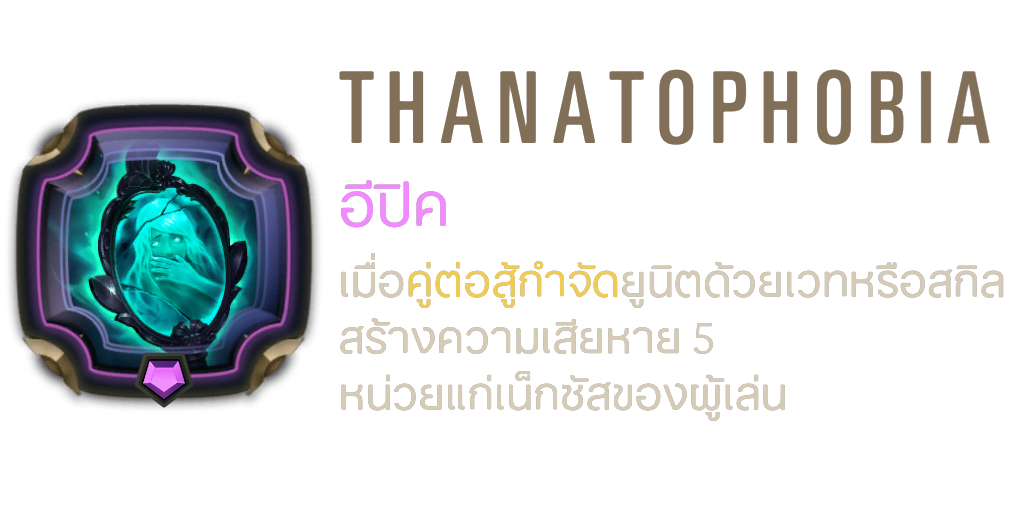 THANATOPHOBIA
อีปิค
เมื่อคู่ต่อสู้กำจัดยูนิตด้วยเวทหรือสกิล
สร้างความเสียหาย 5
หน่วยแก่เน็กซัสของผู้เล่น